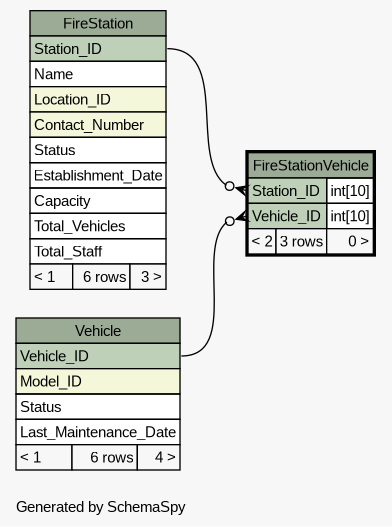 FireStation
Station_ID
Name
Location_ID
Contact_Number
Status
Establishment_Date
Capacity
Total_Vehicles
Total_Staff
< 1 6 rows 3 >
FireStationVehicle
Station_ID int[10]
Vehicle_ID int[10]
< 2 3 rows 0 >
Vehicle
Vehicle_ID
Model_ID
Status
Last_Maintenance_Date
< 1 6 rows 4 >
Generated by SchemaSpy